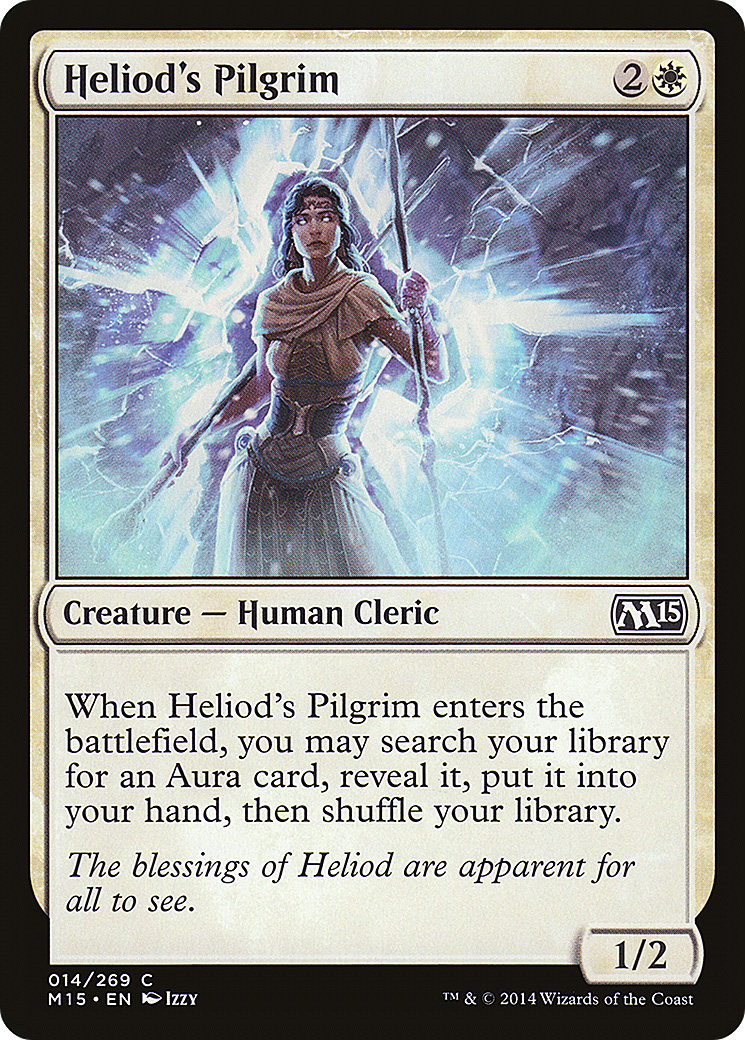 Heliod's Pilgrim 2
Creature — Human Cleric M15
When Heliod's Pilgrim enters the
battlefield, you may search your library
for an Aura card, reveal it, put it into
your hand, then shuffle your library.
The blessings of Heliod are apparent for
all to see.
1/2
014/269 C
M15 • EN Izzy ™ & © 2014 Wizards of the Coast